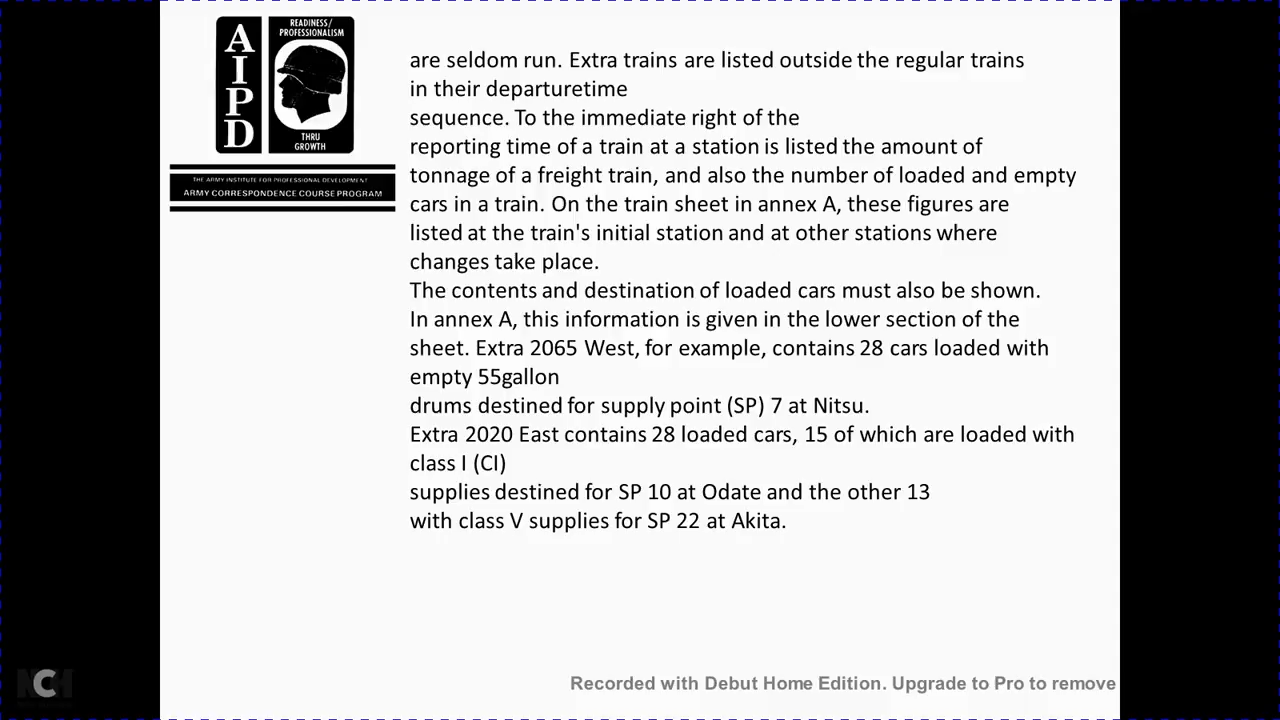 AIPD
READINESS/
PROFESSIONALISM
THRU
GROWTH
THE ARMY INSTITUTE FOR PROFESSIONAL DEVELOPMENT
ARMY CORRESPONDENCE COURSE PROGRAM
are seldom run. Extra trains are listed outside the regular trains
in their departuretime
sequence. To the immediate right of the
reporting time of a train at a station is listed the amount of
tonnage of a freight train, and also the number of loaded and empty
cars in a train. On the train sheet in annex A, these figures are
listed at the train's initial station and at other stations where
changes take place.
The contents and destination of loaded cars must also be shown.
In annex A, this information is given in the lower section of the
sheet. Extra 2065 West, for example, contains 28 cars loaded with
empty 55gallon
drums destined for supply point (SP) 7 at Nitsu.
Extra 2020 East contains 28 loaded cars, 15 of which are loaded with
class I (CI)
supplies destined for SP 10 at Odate and the other 13
with class V supplies for SP 22 at Akita.
NCH
Recorded with Debut Home Edition. Upgrade to Pro to remove